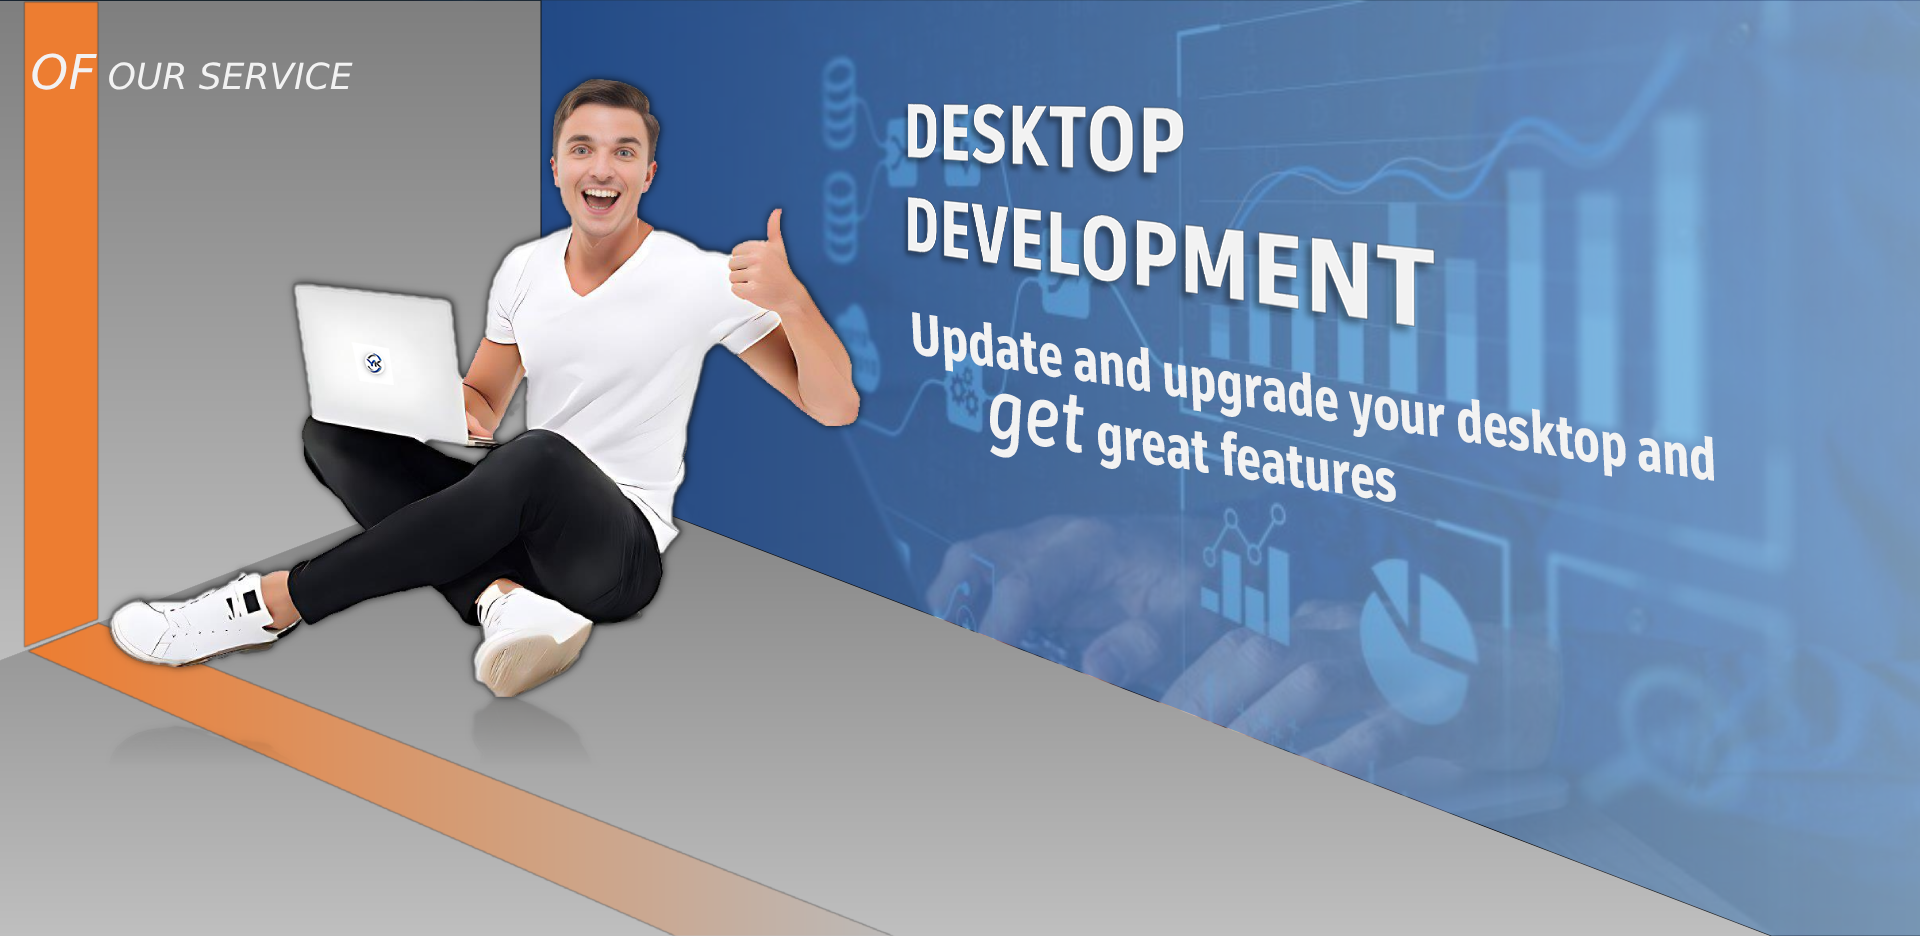 OF OUR SERVICE
DESKTOP
DEVELOPMENT
Update and upgrade your desktop and
get great features